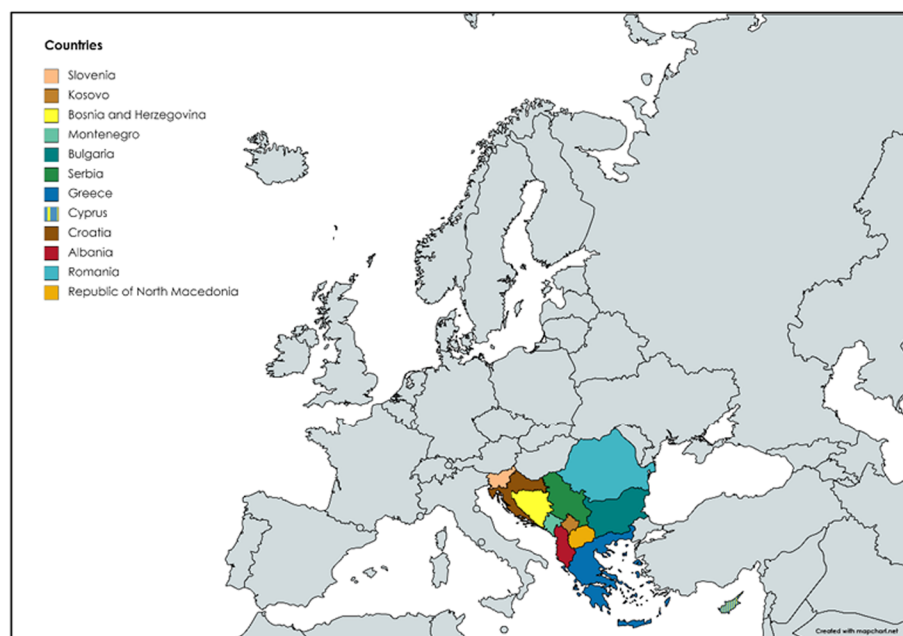 Countries
Slovenia
Kosovo
Bosnia and Herzegovina
Montenegro
Bulgaria
Serbia
Greece
Cyprus
Croatia
Albania
Romania
Republic of North Macedonia
Created with mapchart.net